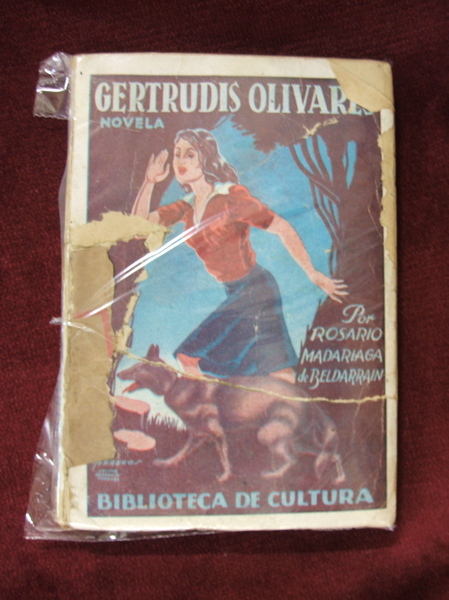 GERTRUDIS OLIVARES
NOVELA
Por
ROSARIO
MADARIAGA
de BELDARRAIN
BIBLIOTECA DE CULTURA